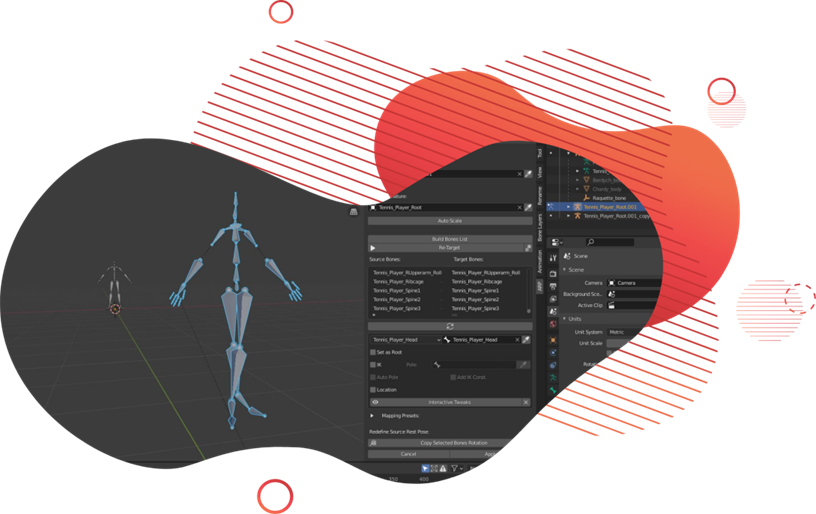 Tennis_Player_Root
Auto Scale
Build Bones List
Re-Target
Source Bones:
Target Bones:
Tennis_Player_RUpperarm_Roll
Tennis_Player_RUpperarm_Roll
Tennis_Player_Ribcage
Tennis_Player_Ribcage
Tennis_Player_Spine1
Tennis_Player_Spine1
Tennis_Player_Spine2
Tennis_Player_Spine2
Tennis_Player_Spine3
Tennis_Player_Spine3
Tennis_Player_Head
Tennis_Player_Head
Set as Root
IK
Pole:
Auto Pole
Add IK Const.
Location
Interactive Tweaks
Mapping Presets:
Redefine Source Rest Pose:
Copy Selected Bones Rotation
Cancel
400
Tool
View
Rename
Bone Layers
Animation
ARP
Raquette_bone
Tennis_Player_Root.001
Tennis_Player_Root.001_copy
Scene
Scene
Camera
Camera
Background Sce..
Active Clip
Units
Unit System
Metric
Unit Scale